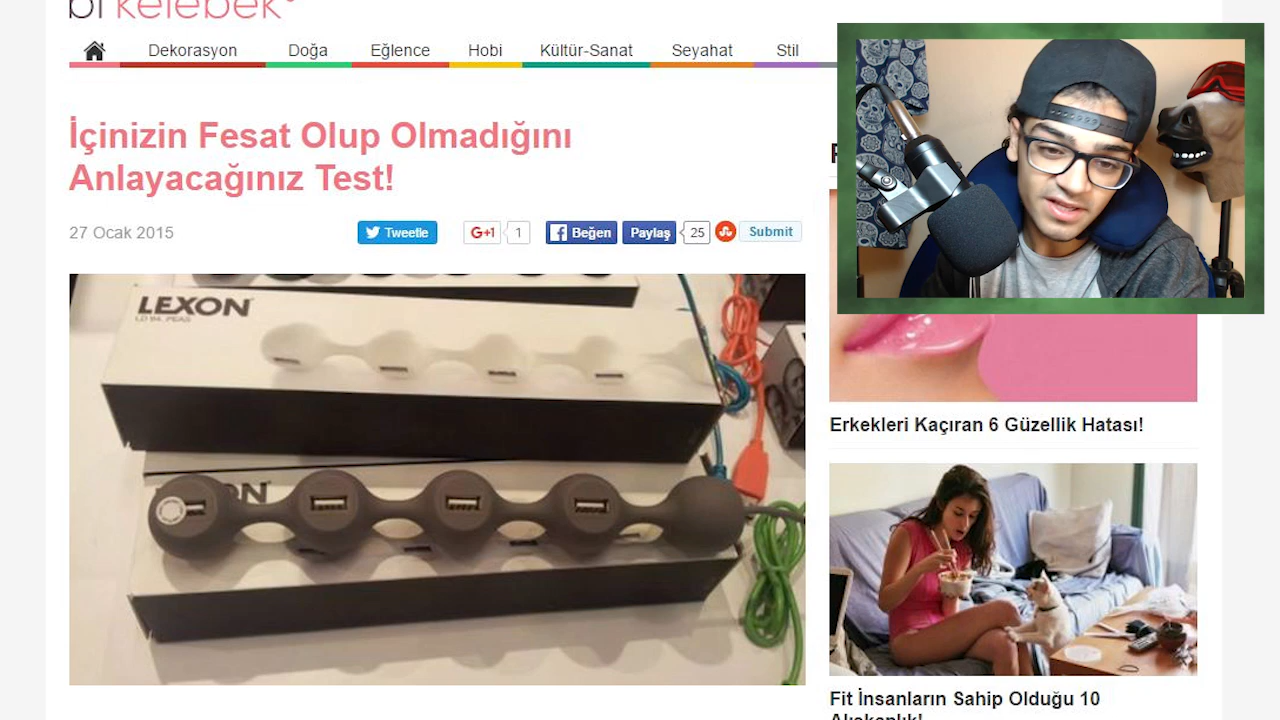 bi kelebek
Dekorasyon Doğa Eğlence Hobi Kültür-Sanat Seyahat Stil
İçinizin Fesat Olup Olmadığını
Anlayacağınız Test!
27 Ocak 2015
Tweetle
G+1 1
Beğen
Paylaş 25
Submit
LEXON
Erkekleri Kaçıran 6 Güzellik Hatası!
Fit İnsanların Sahip Olduğu 10